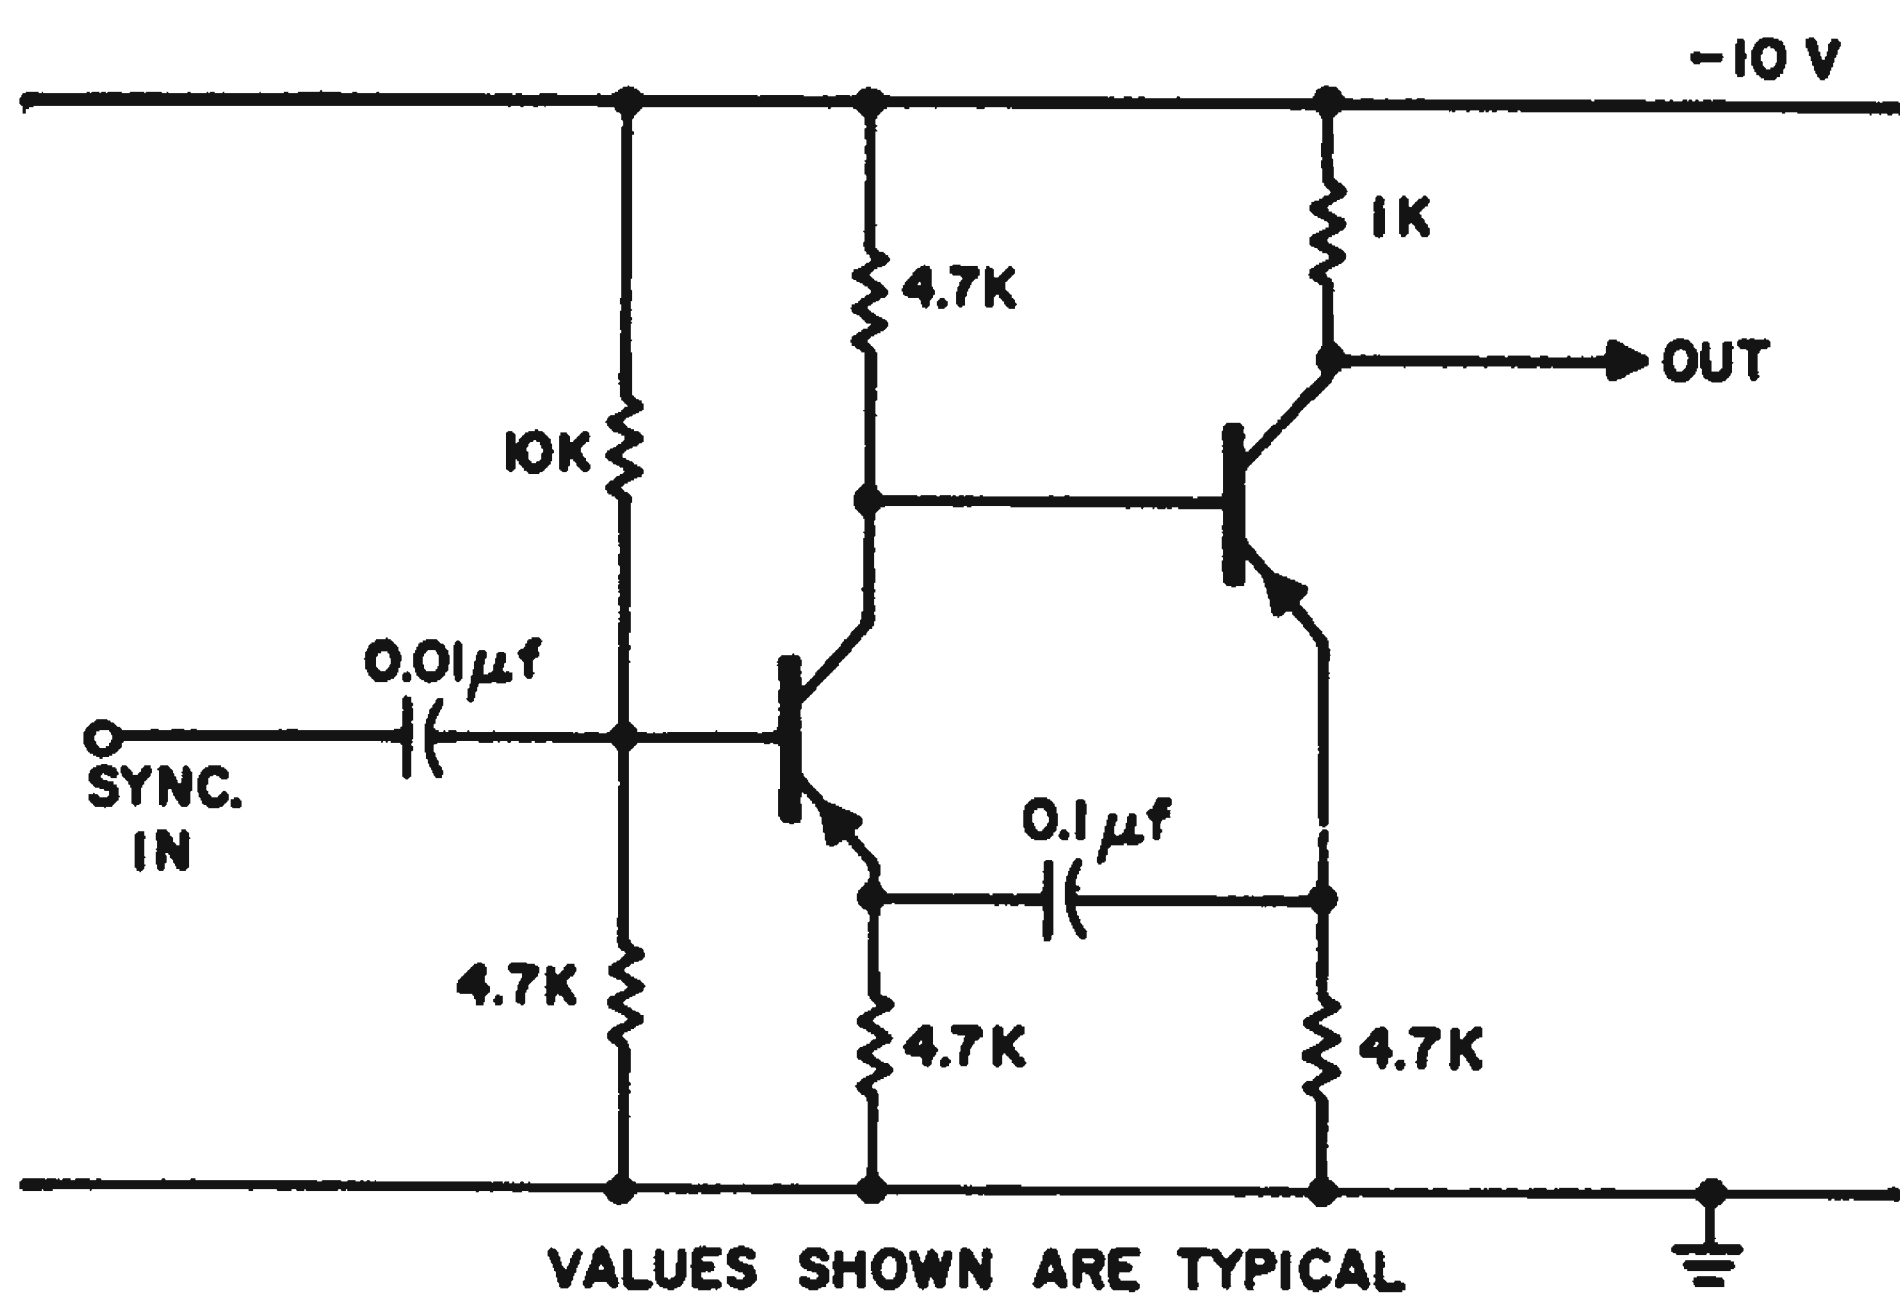 -10 V
1K
4.7K
OUT
10K
0.01μf
SYNC.
IN
0.1μf
4.7K
4.7K
4.7K
VALUES SHOWN ARE TYPICAL